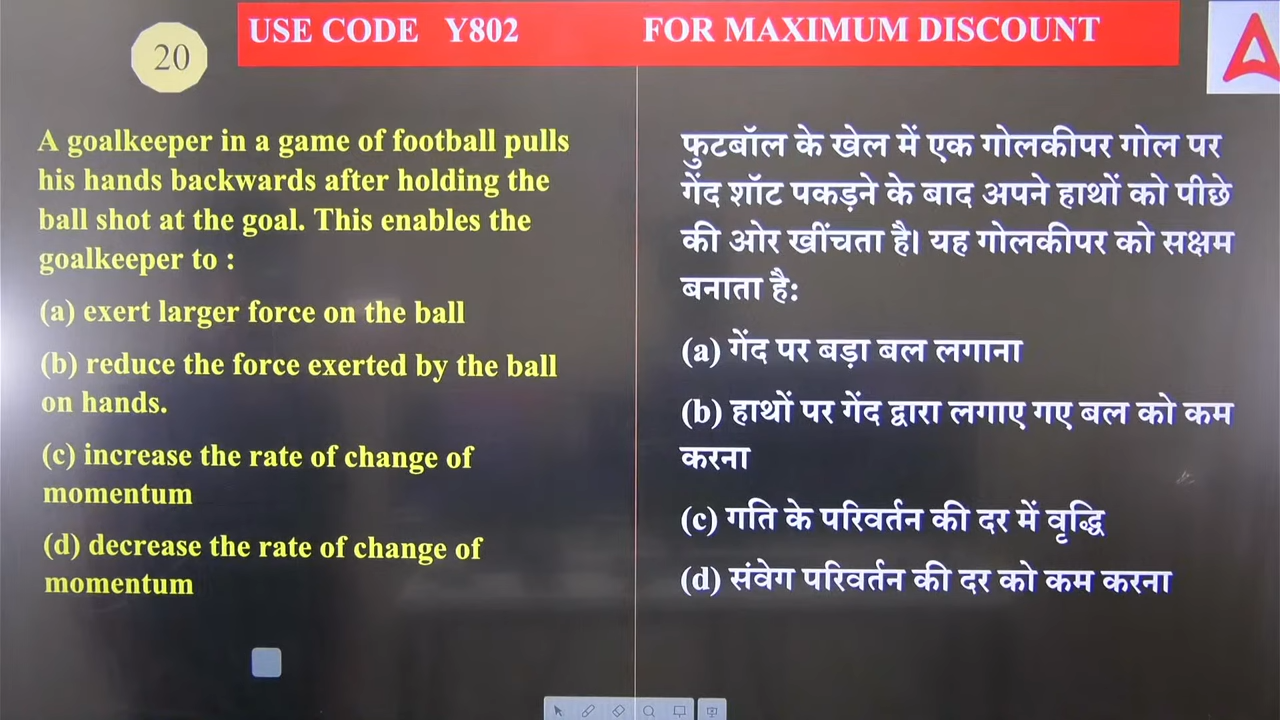 USE CODE Y802 FOR MAXIMUM DISCOUNT
20
A goalkeeper in a game of football pulls
his hands backwards after holding the
ball shot at the goal. This enables the
goalkeeper to :
(a) exert larger force on the ball
(b) reduce the force exerted by the ball
on hands.
(c) increase the rate of change of
momentum
(d) decrease the rate of change of
momentum
फुटबॉल के खेल में एक गोलकीपर गोल पर
गेंद शॉट पकड़ने के बाद अपने हाथों को पीछे
की ओर खींचता है। यह गोलकीपर को सक्षम
बनाता है:
(a) गेंद पर बड़ा बल लगाना
(b) हाथों पर गेंद द्वारा लगाए गए बल को कम
करना
(c) गति के परिवर्तन की दर में वृद्धि
(d) संवेग परिवर्तन की दर को कम करना